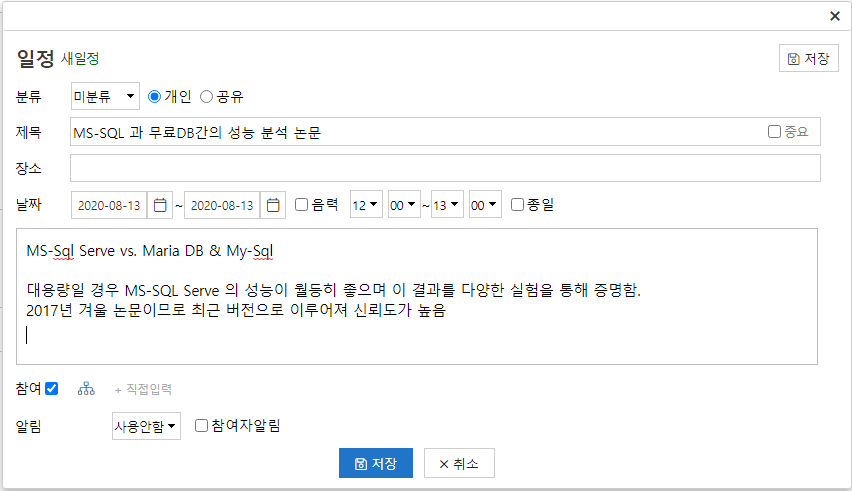 일정 새일정
저장
분류 미분류 개인 공유
제목 MS-SQL 과 무료DB간의 성능 분석 논문 중요
장소
날짜 2020-08-13 ~ 2020-08-13 음력 12 00 ~ 13 00 종일
MS-Sql Serve vs. Maria DB & My-Sql
대용량일 경우 MS-SQL Serve 의 성능이 월등히 좋으며 이 결과를 다양한 실험을 통해 증명함.
2017년 겨울 논문이므로 최근 버전으로 이루어져 신뢰도가 높음
참여 + 직접입력
알림 사용안함 참여자알림
저장 × 취소